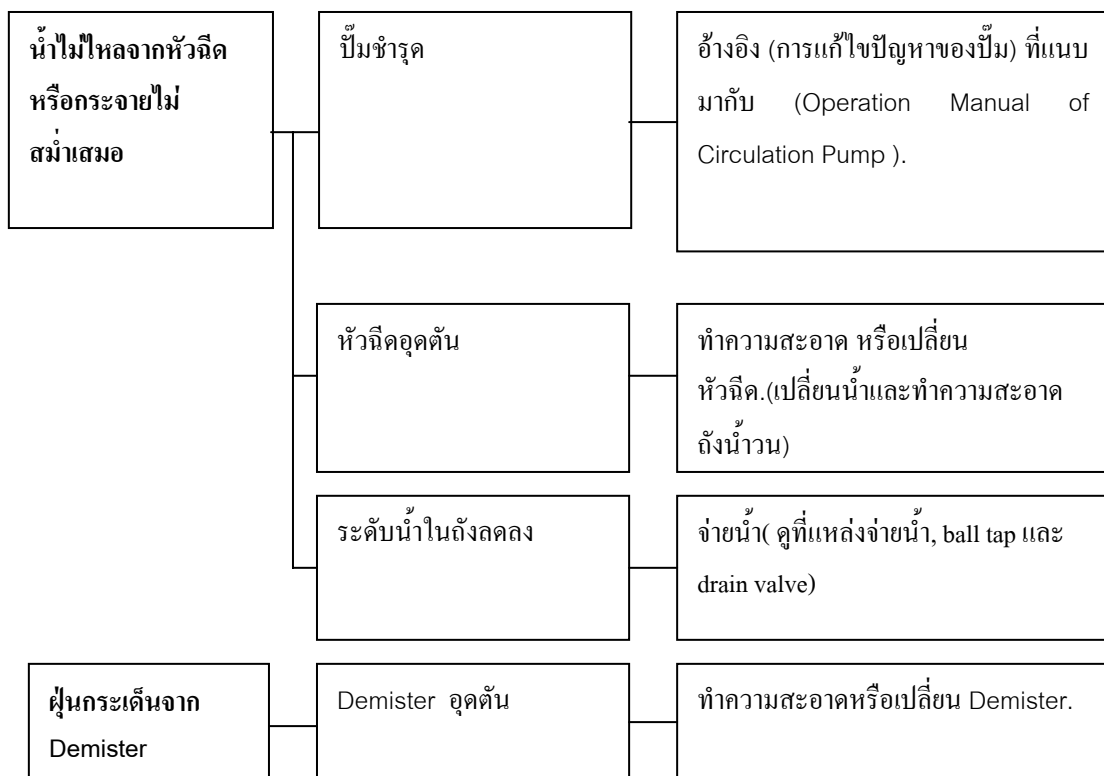 น้ำไม่ไหลจากหัวฉีด
หรือกระจายไม่
สม่ำเสมอ
ปั๊มชำรุด
อ้างอิง (การแก้ไขปัญหาของปั๊ม) ที่แนบ
มากับ (Operation Manual of
Circulation Pump ).
หัวฉีดอุดตัน
ทำความสะอาด หรือเปลี่ยน
หัวฉีด.(เปลี่ยนน้ำและทำความสะอาด
ถังน้ำวน)
ระดับน้ำในถังลดลง
จ่ายน้ำ( ดูที่แหล่งจ่ายน้ำ, ball tap และ
drain valve)
ฝุ่นกระเด็นจาก
Demister
Demister อุดตัน
ทำความสะอาดหรือเปลี่ยน Demister.